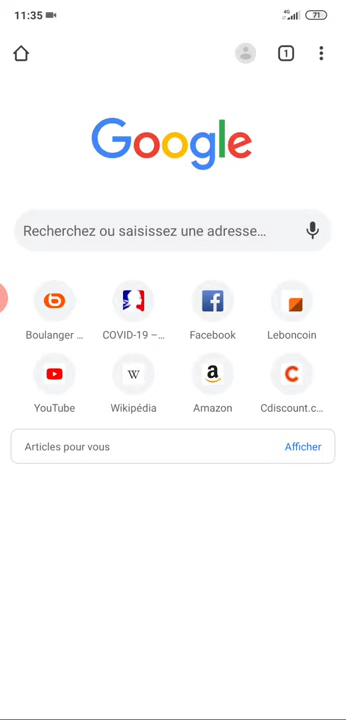 11:35 4G 71
1
Google
Recherchez ou saisissez une adresse...
b
Boulanger ... COVID-19 –... Facebook Leboncoin
W a C
YouTube Wikipédia Amazon Cdiscount.c...
Articles pour vous Afficher